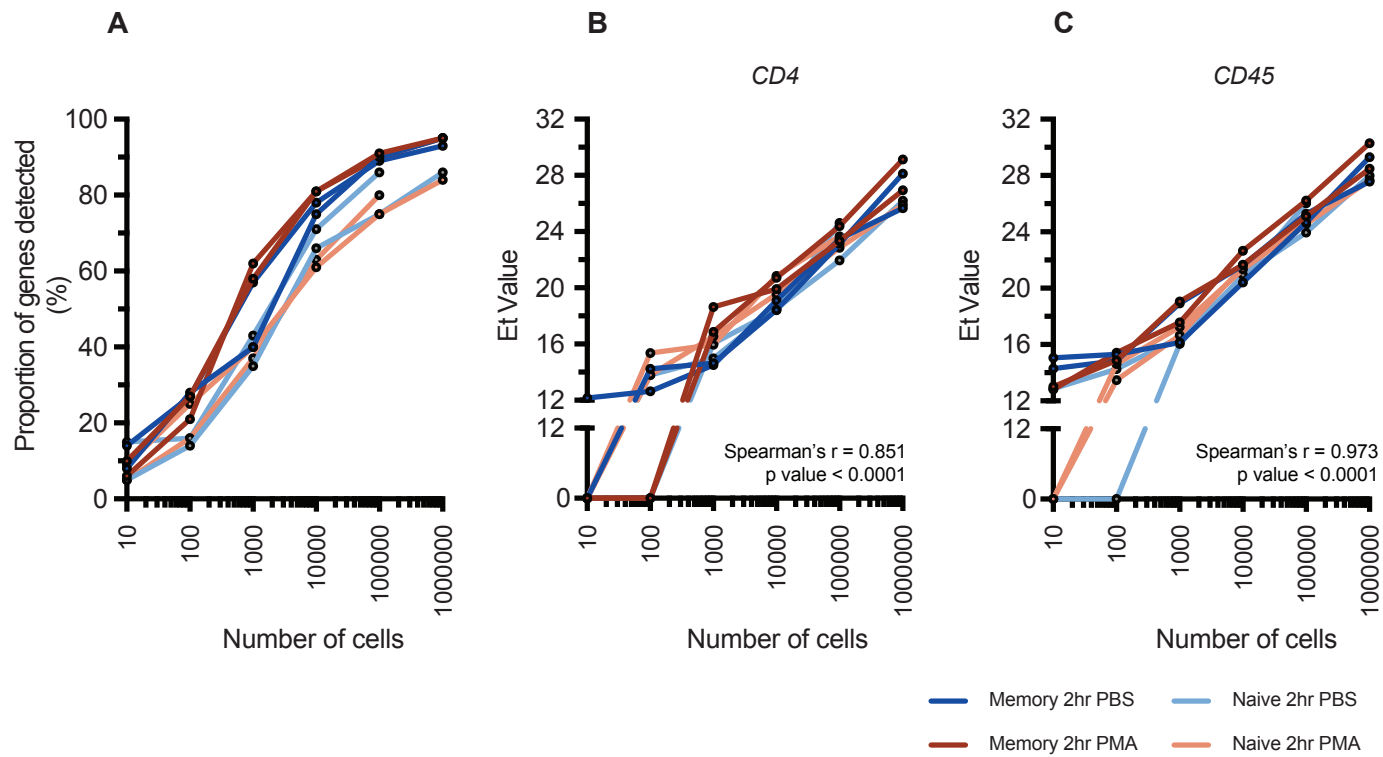 A
B
C
CD4
CD45
Proportion of genes detected
(%)
100
80
60
40
20
0
10
100
1000
10000
100000
1000000
Number of cells
Et Value
32
28
24
20
16
12
12
0
Spearman's r = 0.851
p value < 0.0001
10
100
1000
10000
100000
1000000
Number of cells
Et Value
32
28
24
20
16
12
12
0
Spearman's r = 0.973
p value < 0.0001
10
100
1000
10000
100000
1000000
Number of cells
Memory 2hr PBS
Naive 2hr PBS
Memory 2hr PMA
Naive 2hr PMA